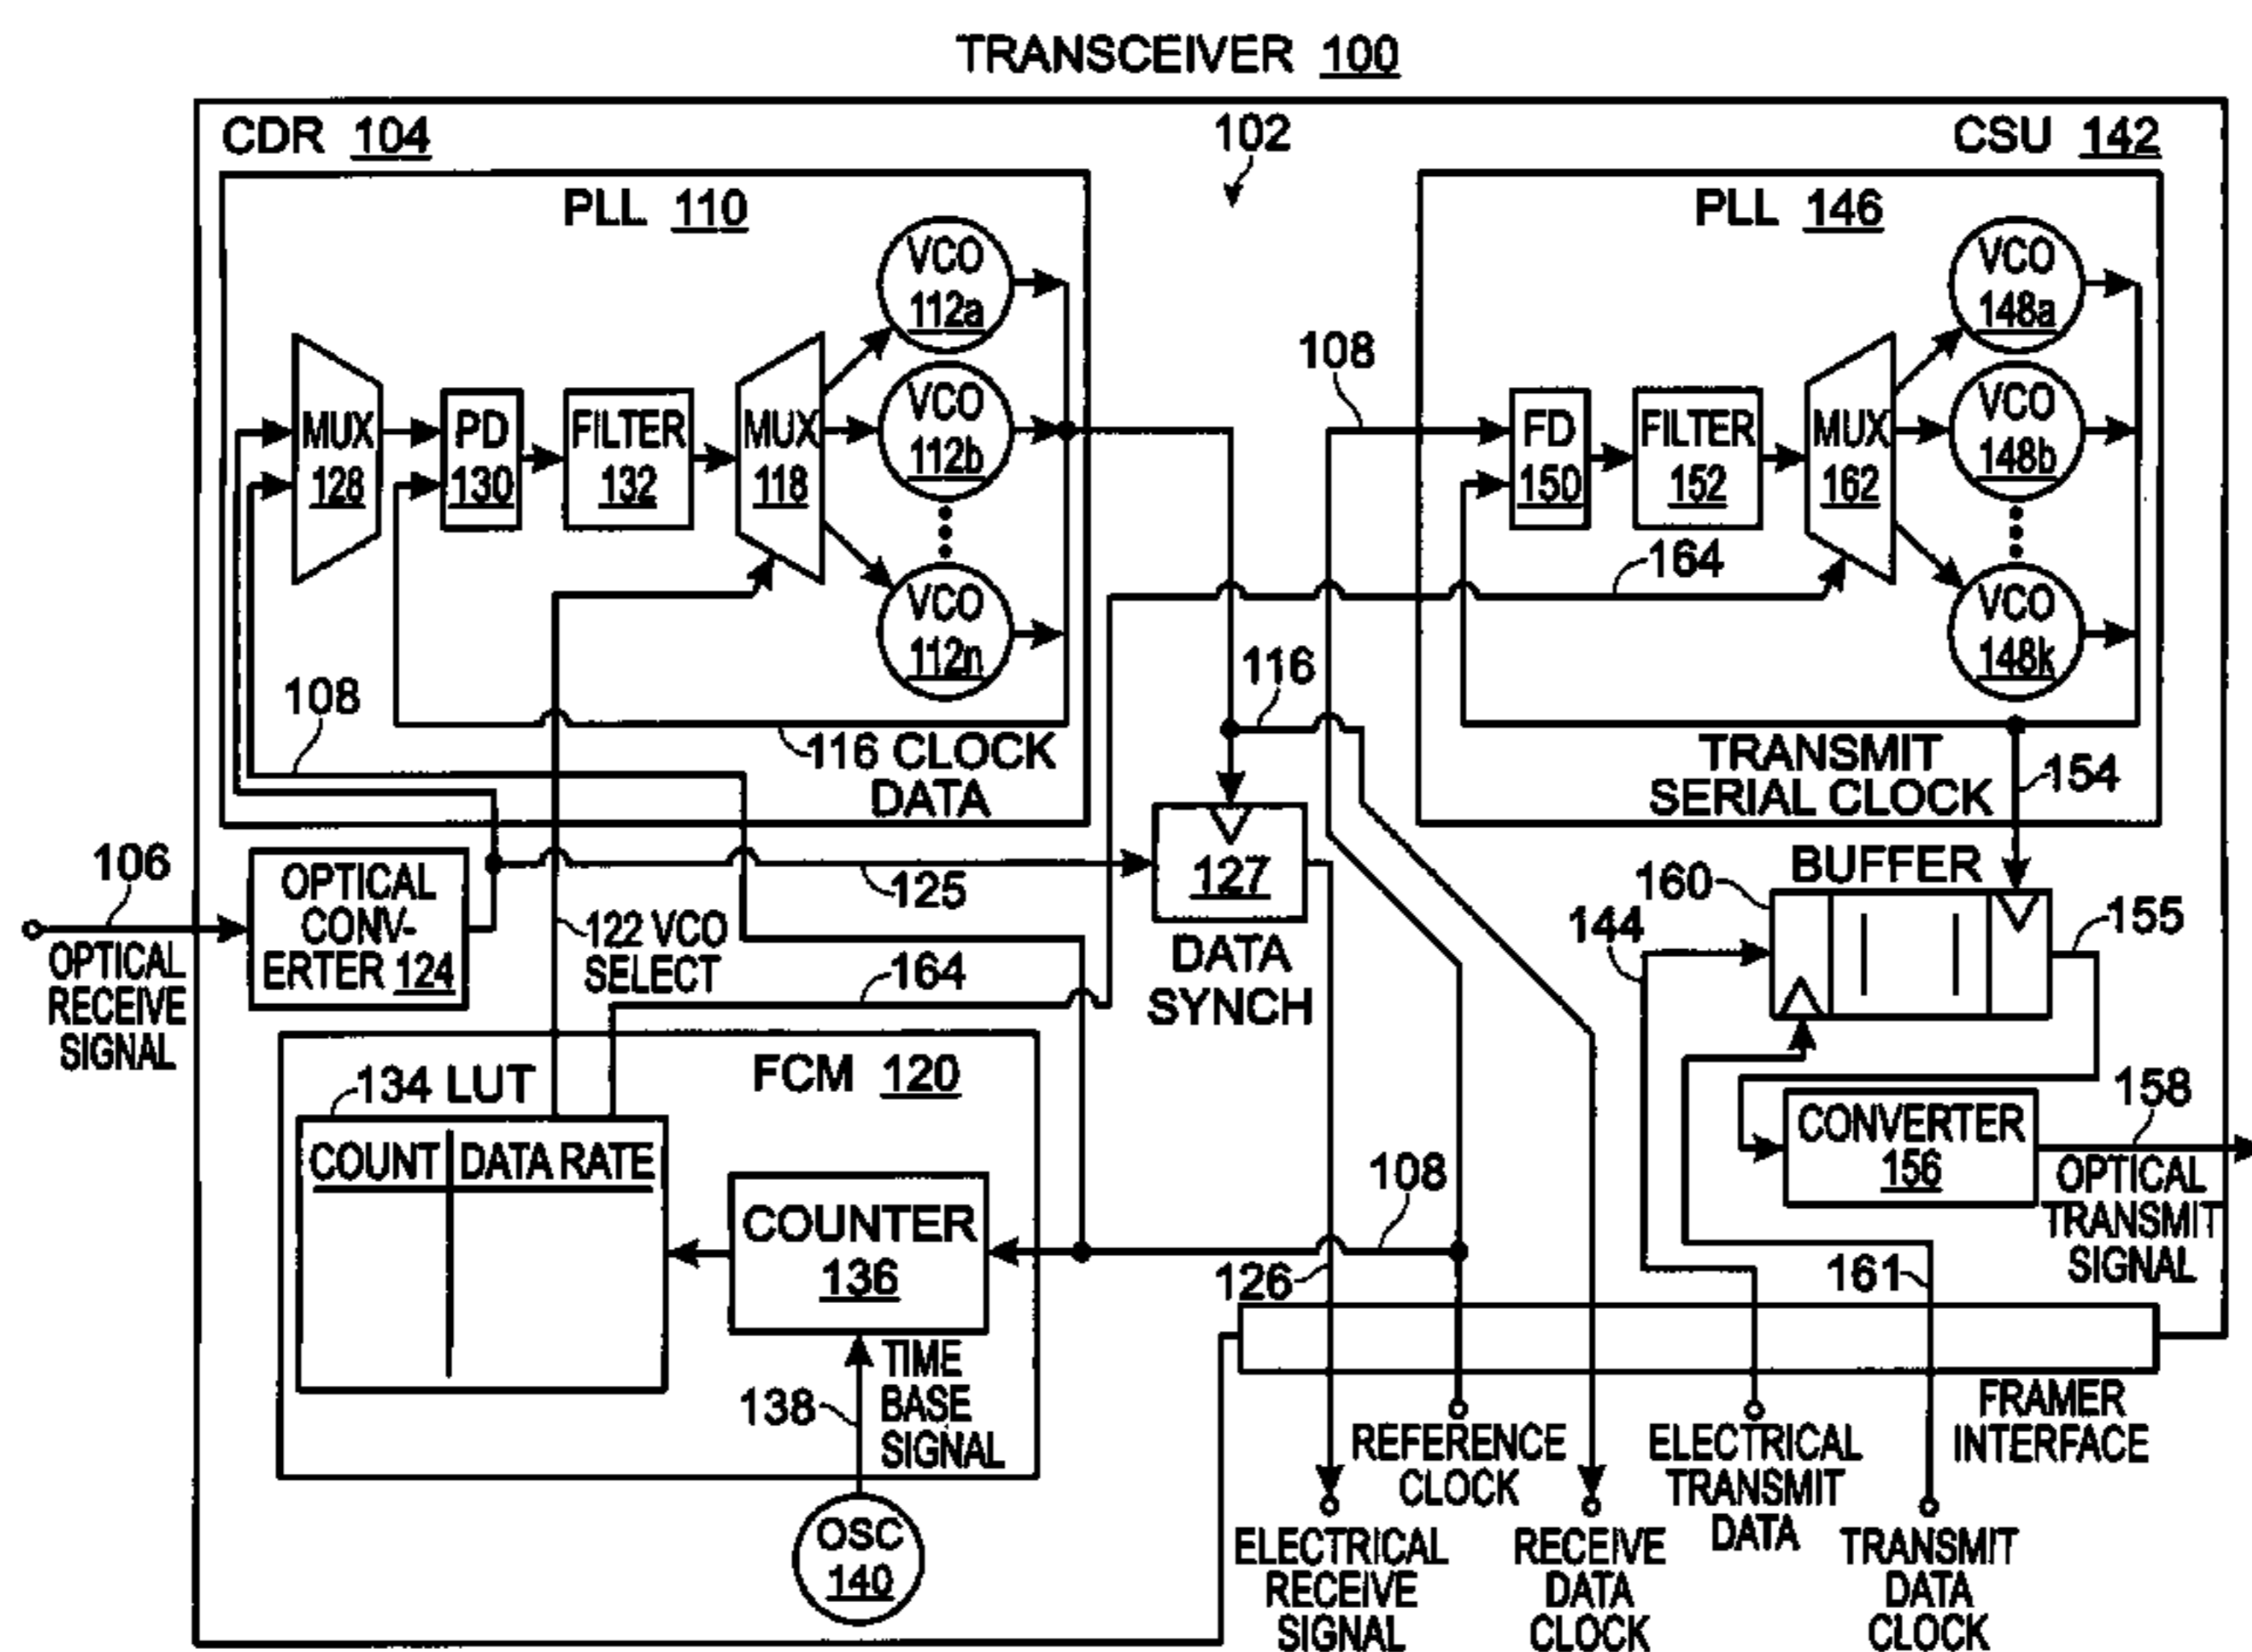 TRANSCEIVER 100
CDR 104
102
CSU 142
PLL 110
VCO
112a
MUX
128
PD
130
FILTER
132
MUX
118
VCO
112b
VCO
112n
108
116 CLOCK
DATA
PLL 146
VCO
148a
108
FD
150
FILTER
152
MUX
162
VCO
148b
VCO
148k
164
116
TRANSMIT
SERIAL CLOCK
154
106
OPTICAL
RECEIVE
SIGNAL
OPTICAL
CONV-
ERTER 124
125
127
DATA
SYNCH
122 VCO
SELECT
164
BUFFER
160
144
155
FCM 120
134 LUT
COUNT
DATA RATE
COUNTER
136
108
126
CONVERTER
156
158
OPTICAL
TRANSMIT
SIGNAL
161
138
TIME
BASE
SIGNAL
OSC
140
FRAMER
INTERFACE
REFERENCE
CLOCK
ELECTRICAL
TRANSMIT
DATA
ELECTRICAL
RECEIVE
SIGNAL
RECEIVE
DATA
CLOCK
TRANSMIT
DATA
CLOCK